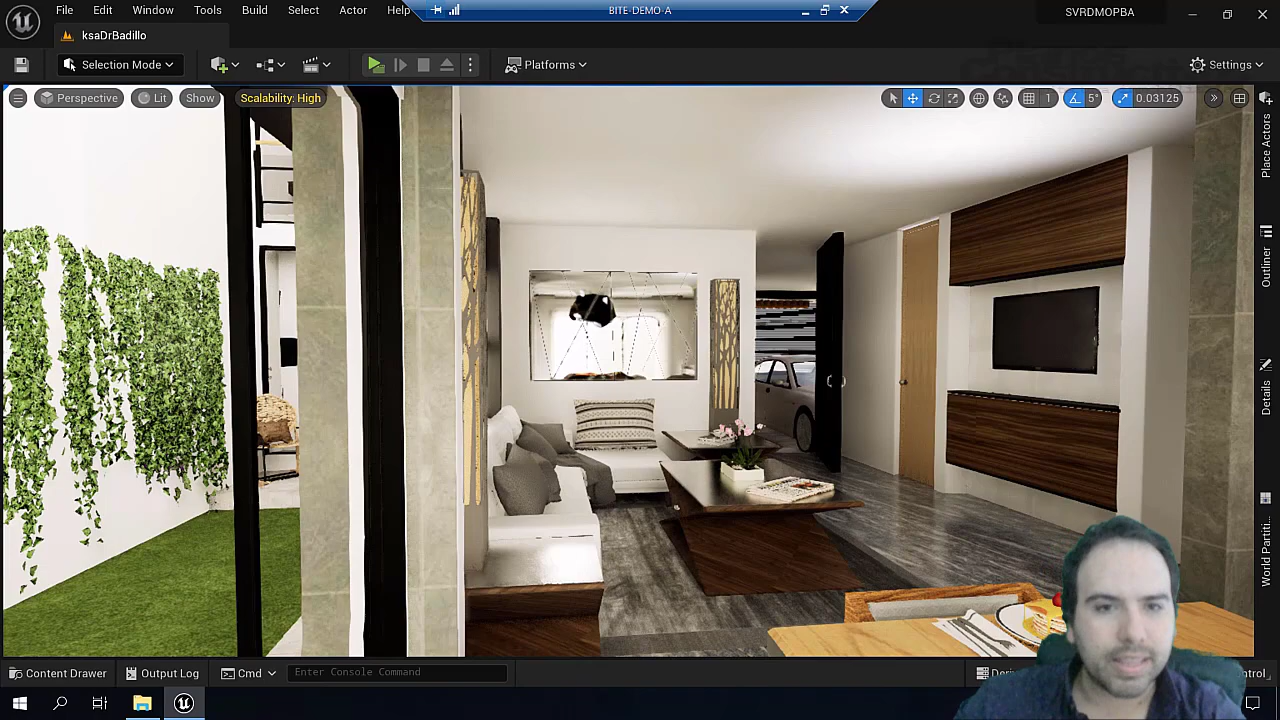 File Edit Window Tools Build Select Actor Help
BITE-DEMO-A
SVRDMOPBA
ksaDrBadillo
Selection Mode
Platforms
Settings
Perspective Lit Show
Scalability: High
1 5° 0.03125
Place Actors
Outliner
Details
World Partiti...
Content Drawer
Output Log
Cmd
Enter Console Command